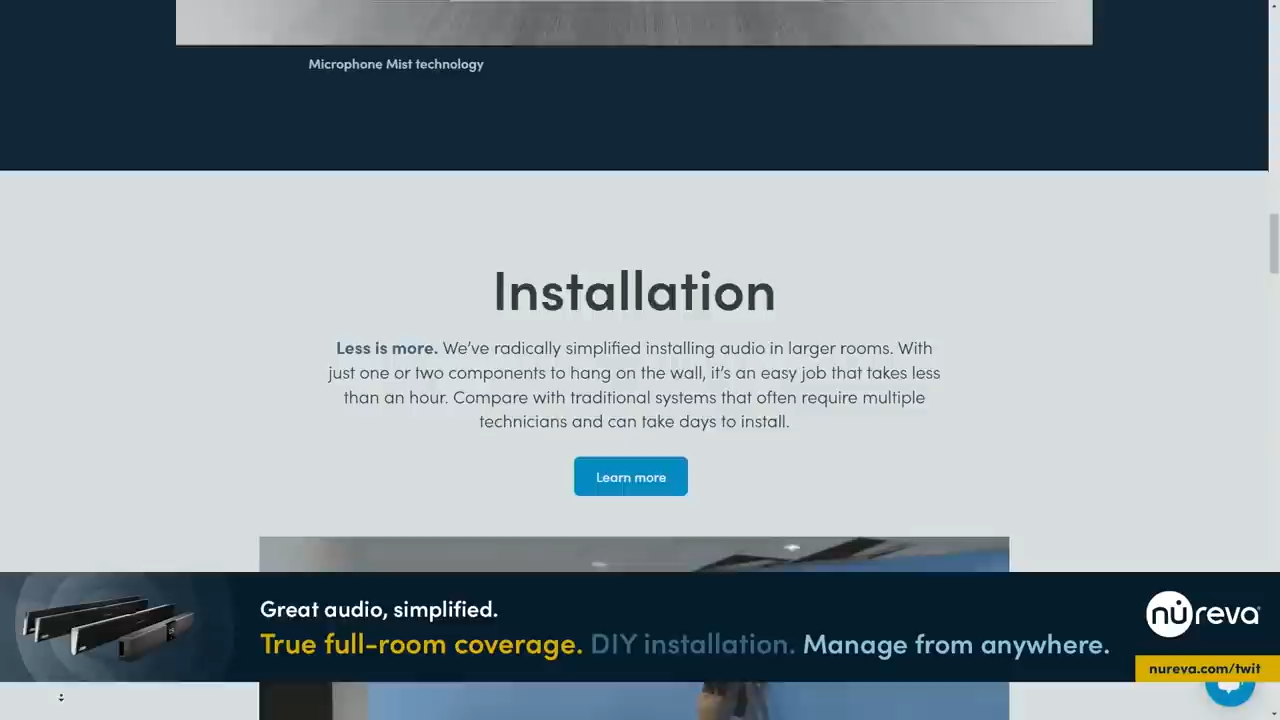 Microphone Mist technology
Installation
Less is more. We've radically simplified installing audio in larger rooms. With
just one or two components to hang on the wall, it's an easy job that takes less
than an hour. Compare with traditional systems that often require multiple
technicians and can take days to install.
Learn more
Great audio, simplified.
True full-room coverage. DIY installation. Manage from anywhere.
nureva
nureva.com/twit